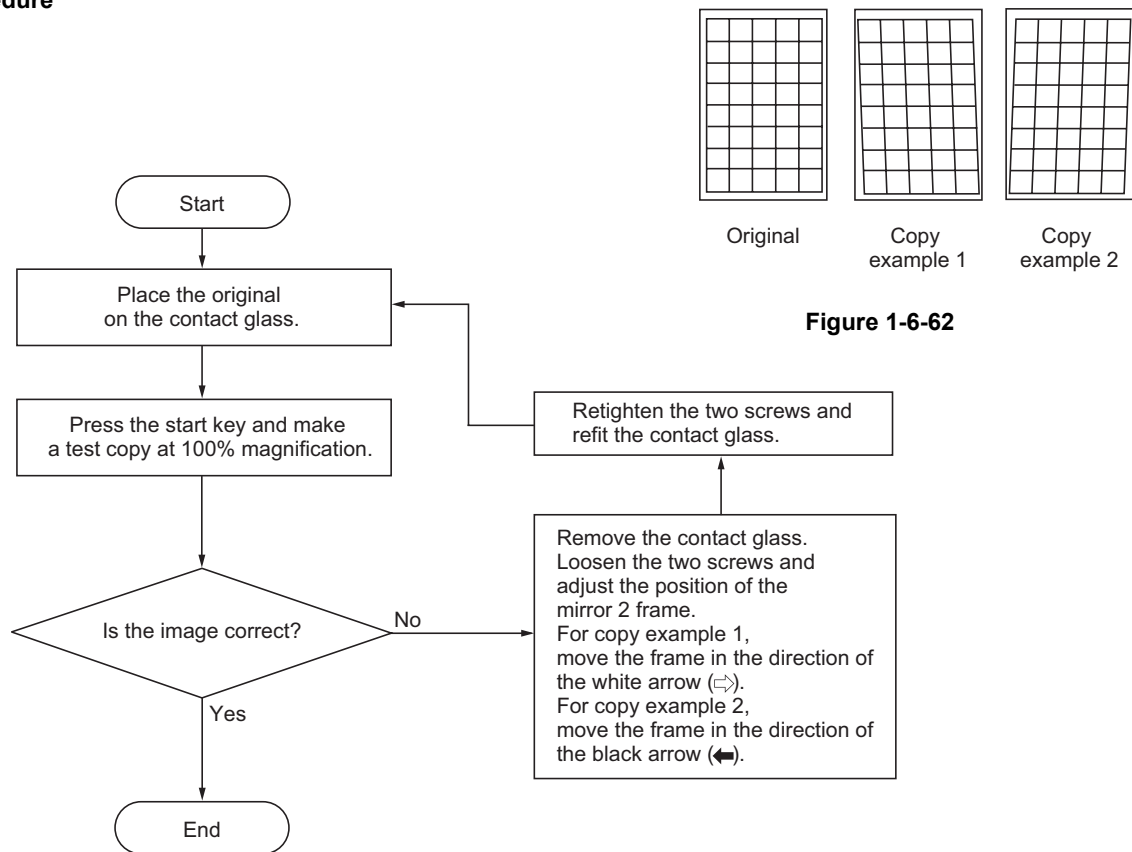 edure
Original
Copy
example 1
Copy
example 2
Figure 1-6-62
Start
Place the original
on the contact glass.
Press the start key and make
a test copy at 100% magnification.
Is the image correct?
No
Yes
End
Remove the contact glass.
Loosen the two screws and
adjust the position of the
mirror 2 frame.
For copy example 1,
move the frame in the direction of
the white arrow (⇨).
For copy example 2,
move the frame in the direction of
the black arrow (⬅).
Retighten the two screws and
refit the contact glass.